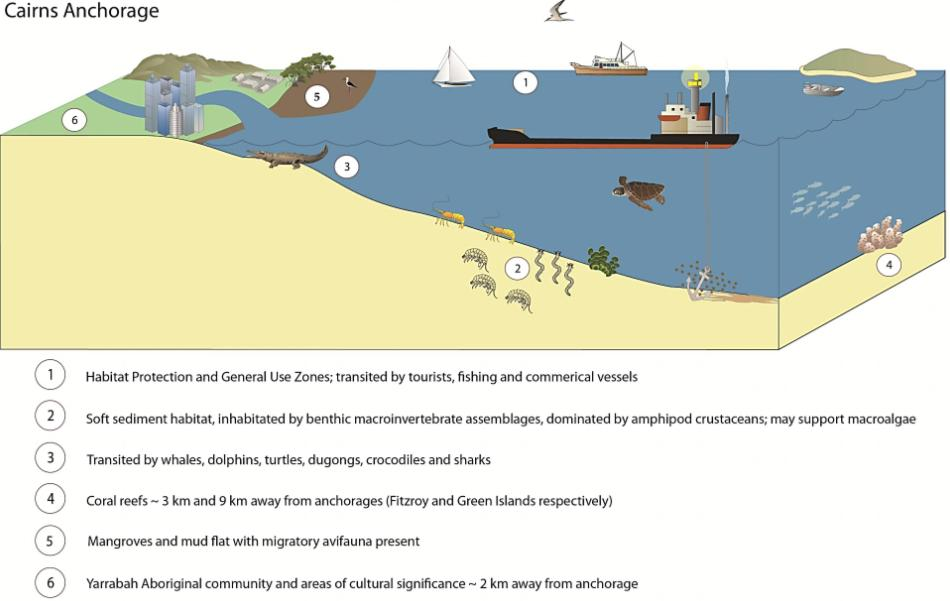 Cairns Anchorage
1
5
6
3
2
4
1 Habitat Protection and General Use Zones; transited by tourists, fishing and commerical vessels
2 Soft sediment habitat, inhabitated by benthic macroinvertebrate assemblages, dominated by amphipod crustaceans; may support macroalgae
3 Transited by whales, dolphins, turtles, dugongs, crocodiles and sharks
4 Coral reefs ~ 3 km and 9 km away from anchorages (Fitzroy and Green Islands respectively)
5 Mangroves and mud flat with migratory avifauna present
6 Yarrabah Aboriginal community and areas of cultural significance ~ 2 km away from anchorage